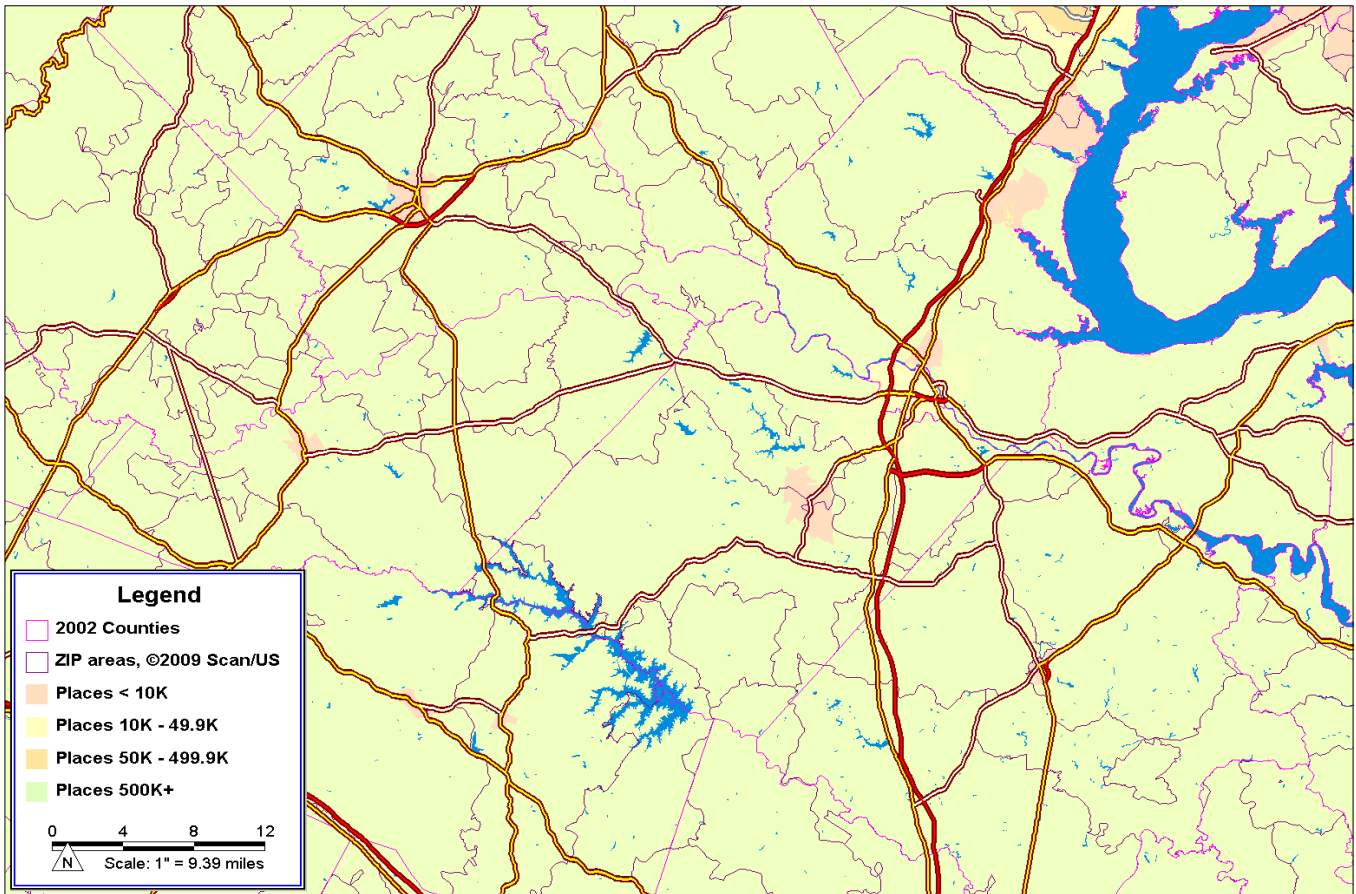 Legend
2002 Counties
ZIP areas, ©2009 Scan/US
Places < 10K
Places 10K - 49.9K
Places 50K - 499.9K
Places 500K+
0 4 8 12
N Scale: 1" = 9.39 miles